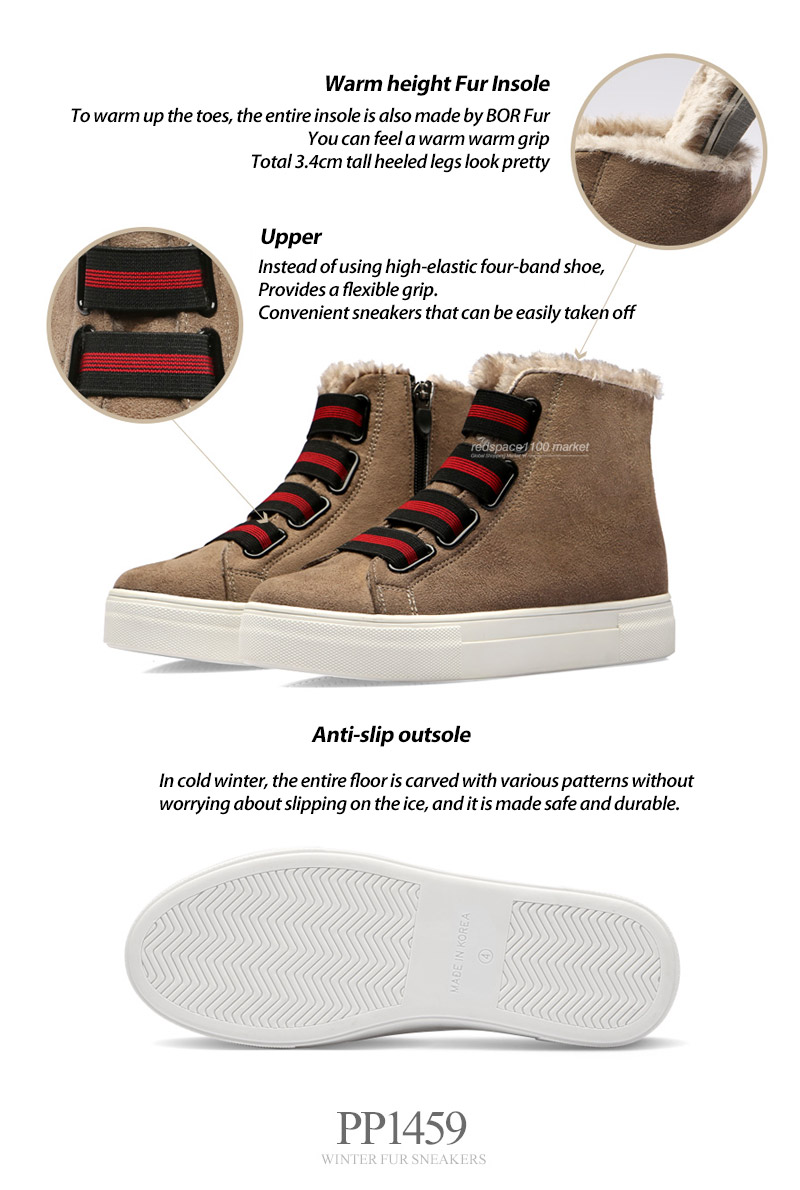 Warm height Fur Insole
To warm up the toes, the entire insole is also made by BOR Fur
You can feel a warm warm grip
Total 3.4cm tall heeled legs look pretty
Upper
Instead of using high-elastic four-band shoe,
Provides a flexible grip.
Convenient sneakers that can be easily taken off
redspace1100 market
Anti-slip outsole
In cold winter, the entire floor is carved with various patterns without
worrying about slipping on the ice, and it is made safe and durable.
MADE IN KOREA
4
PP1459
WINTER FUR SNEAKERS